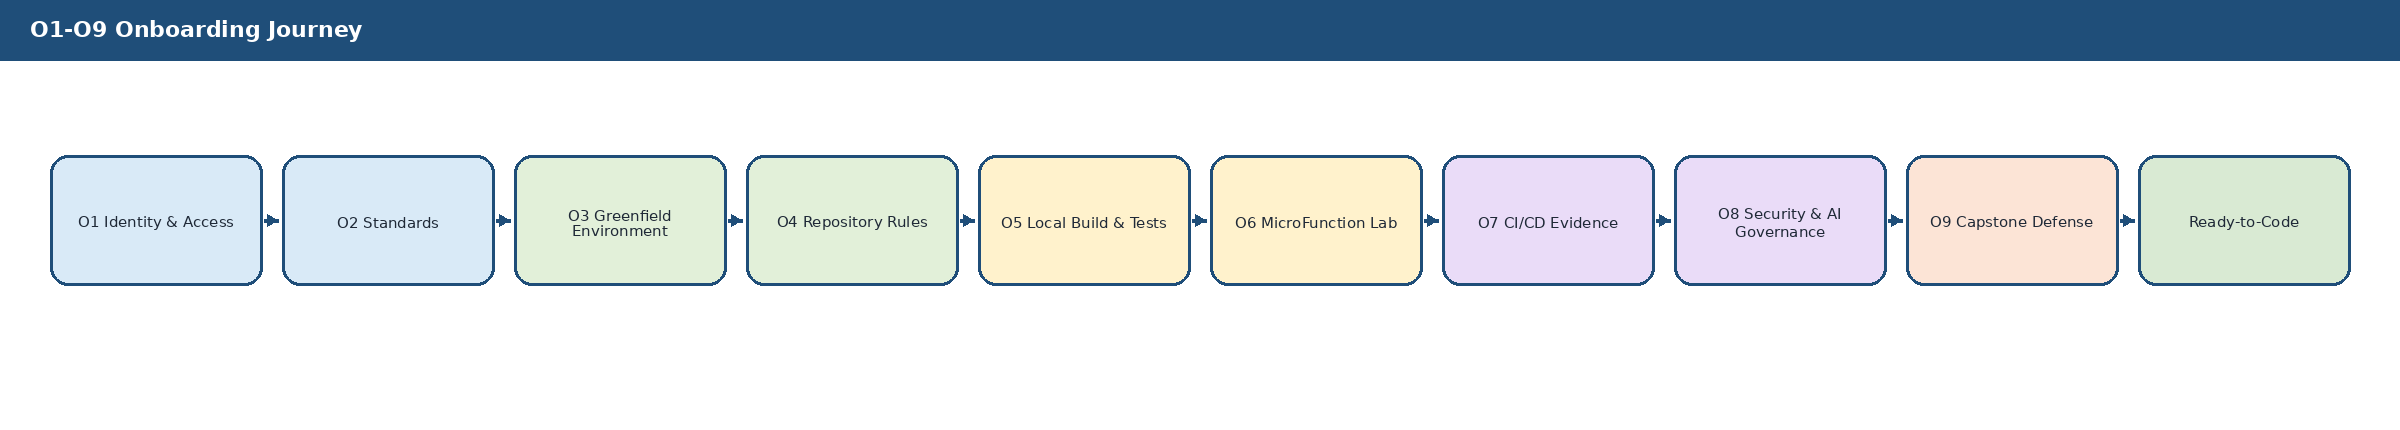 O1-O9 Onboarding Journey
O1 Identity & Access
O2 Standards
O3 Greenfield
Environment
O4 Repository Rules
O5 Local Build & Tests
O6 MicroFunction Lab
O7 CI/CD Evidence
O8 Security & AI
Governance
O9 Capstone Defense
Ready-to-Code